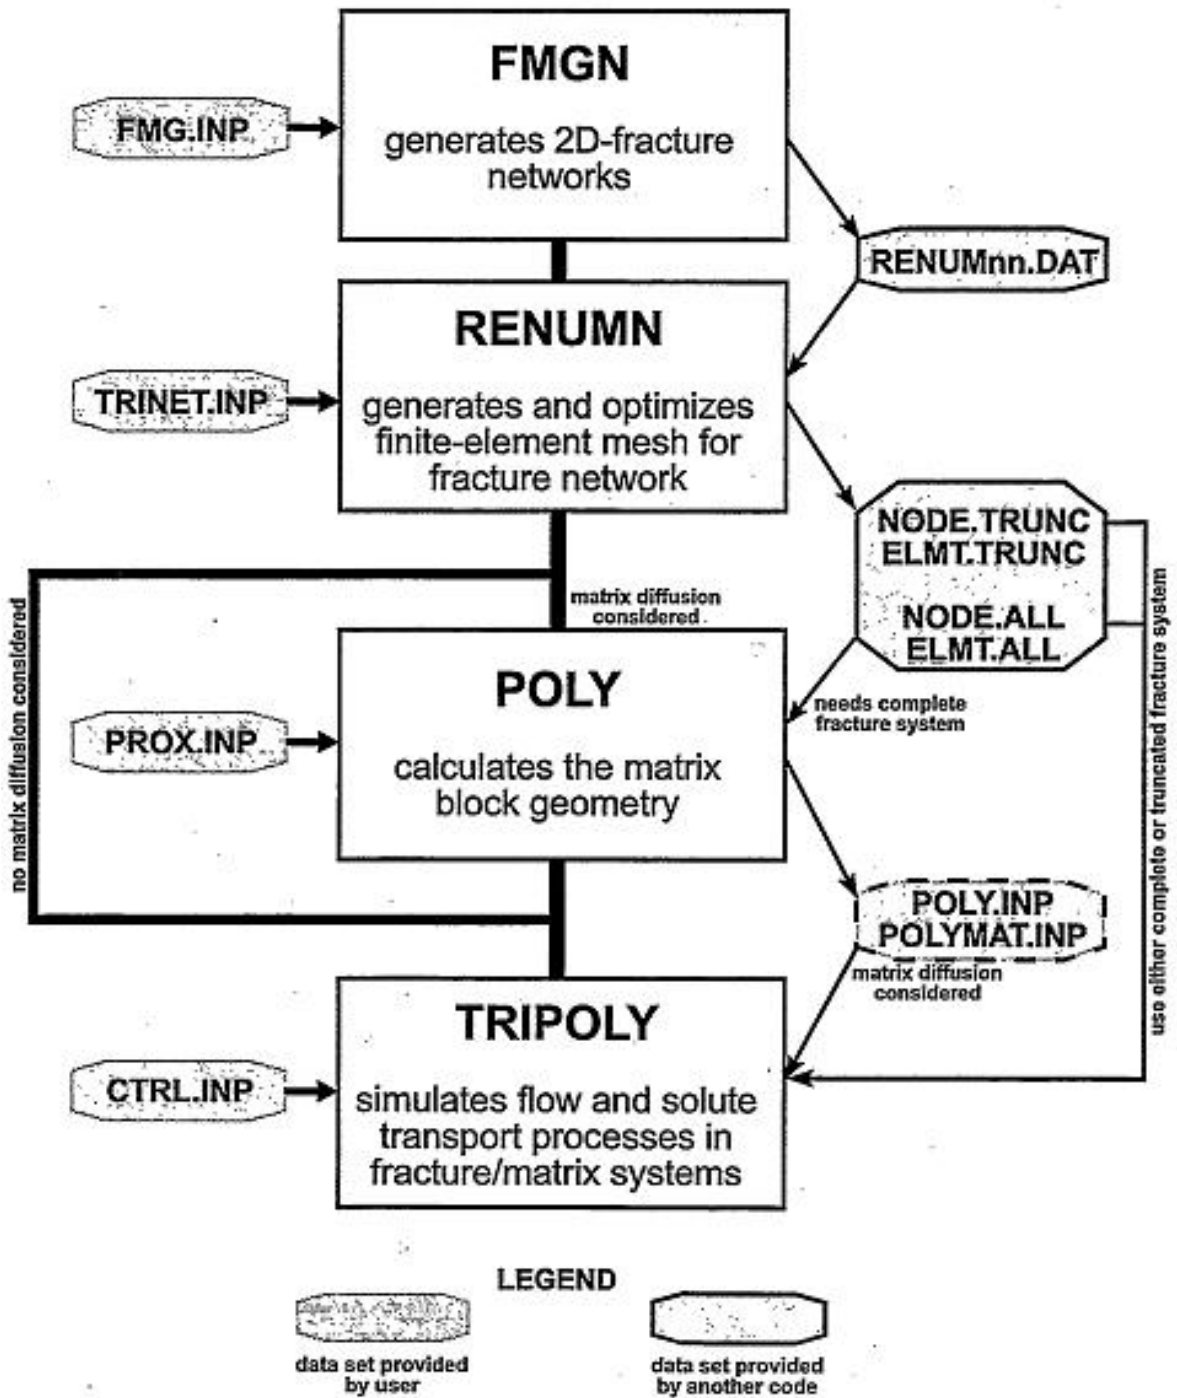 FMGN
generates 2D-fracture
networks
FMG.INP
RENUMnn.DAT
RENUMN
generates and optimizes
finite-element mesh for
fracture network
TRINET.INP
NODE.TRUNC
ELMT.TRUNC
NODE.ALL
ELMT.ALL
no matrix diffusion considered
matrix diffusion
considered
use either complete or truncated fracture system
needs complete
fracture system
POLY
calculates the matrix
block geometry
PROX.INP
POLY.INP
POLYMAT.INP
matrix diffusion
considered
TRIPOLY
simulates flow and solute
transport processes in
fracture/matrix systems
CTRL.INP
LEGEND
data set provided
by user
data set provided
by another code